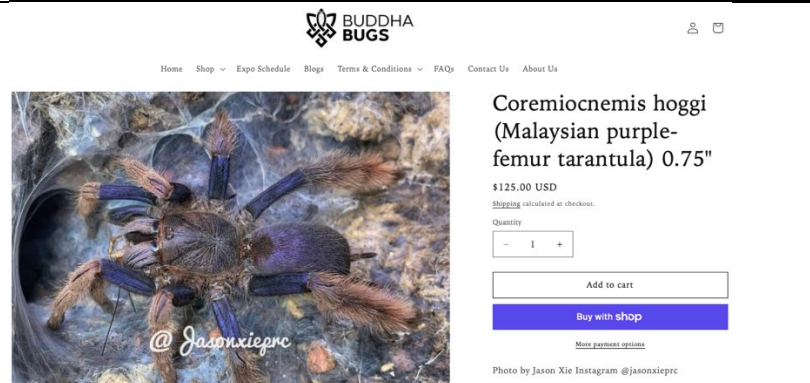 BUDDHA
BUGS
Home Shop Expo Schedule Blogs Terms & Conditions FAQs Contact Us About Us
Coremiocnemis hoggi
(Malaysian purple-
femur tarantula) 0.75"
$125.00 USD
Shipping calculated at checkout.
Quantity
− 1 +
Add to cart
Buy with shop
More payment options
Photo by Jason Xie Instagram @jasonxieprc
@ Jasonxieprc